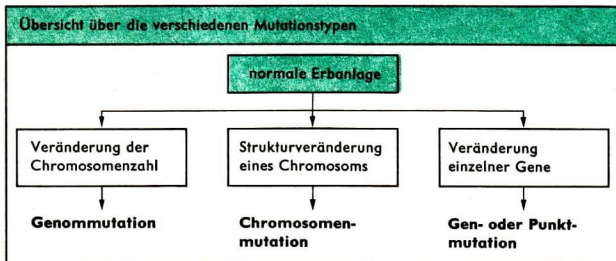 Übersicht über die verschiedenen Mutationstypen
normale Erbanlage
Veränderung der
Chromosomenzahl
Strukturveränderung
eines Chromosoms
Veränderung
einzelner Gene
Genommutation
Chromosomen-
mutation
Gen- oder Punkt-
mutation